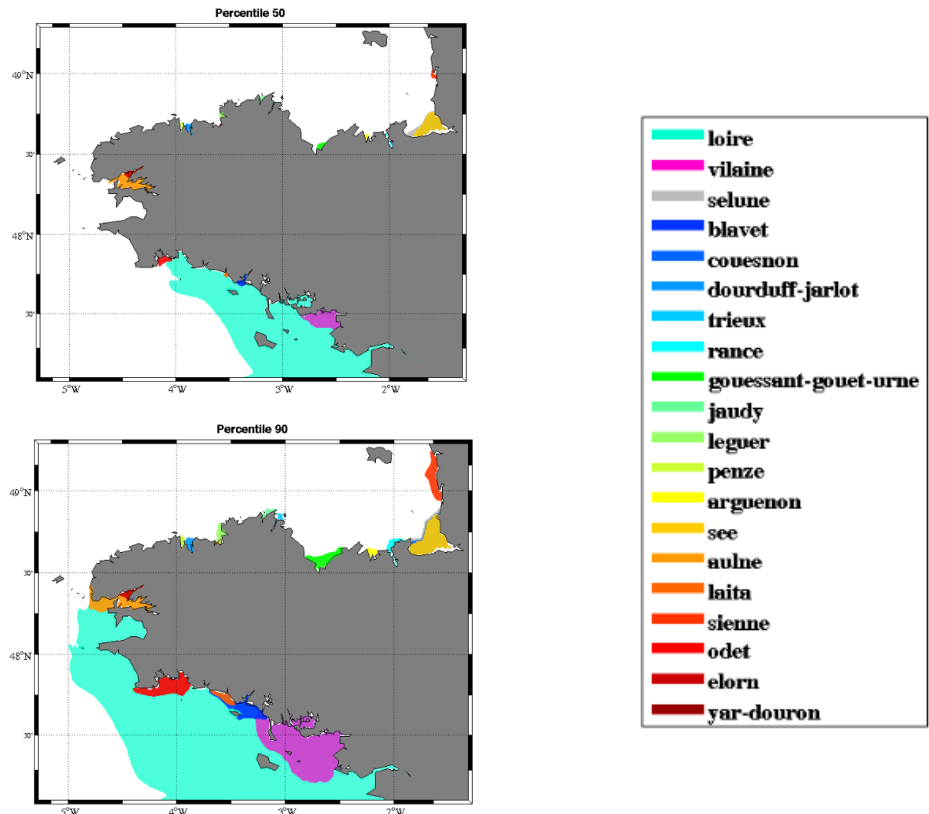 Percentile 50
49°N
30'
48°N
30'
5°W
4°W
3°W
2°W
Percentile 90
49°N
30'
48°N
30'
5°W
4°W
3°W
2°W
loire
vilaine
selune
blavet
couesnon
dourduff-jarlot
trieux
rance
gouessant-gouet-urne
jaudy
leguer
penze
arguenon
see
aulne
laita
sienne
odet
elorn
yar-douron